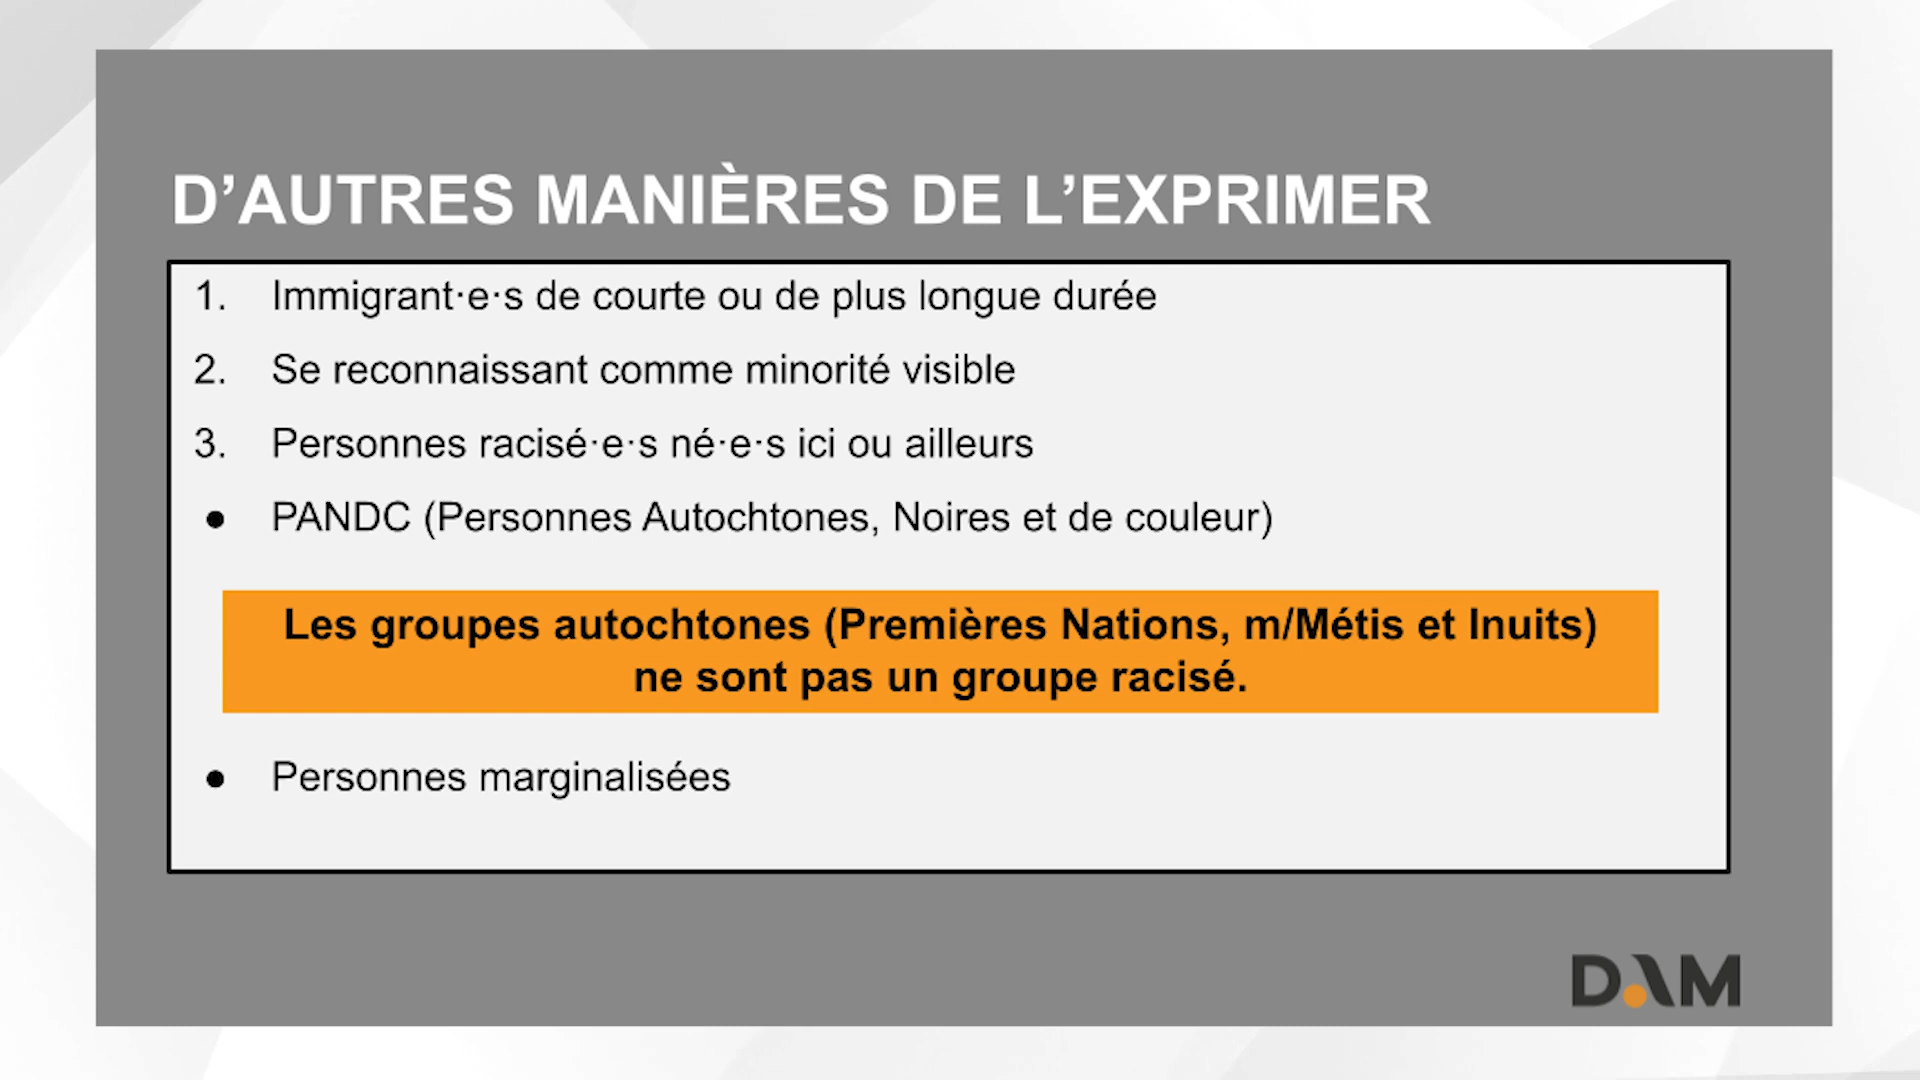 D’AUTRES MANIÈRES DE L’EXPRIMER
1. Immigrant·e·s de courte ou de plus longue durée
2. Se reconnaissant comme minorité visible
3. Personnes racisé·e·s né·e·s ici ou ailleurs
● PANDC (Personnes Autochtones, Noires et de couleur)
Les groupes autochtones (Premières Nations, m/Métis et Inuits)
ne sont pas un groupe racisé.
● Personnes marginalisées
DAM